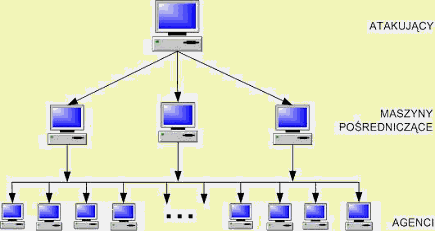 ATAKUJĄCY
MASZYNY
POŚREDNICZĄCE
...
AGENCI